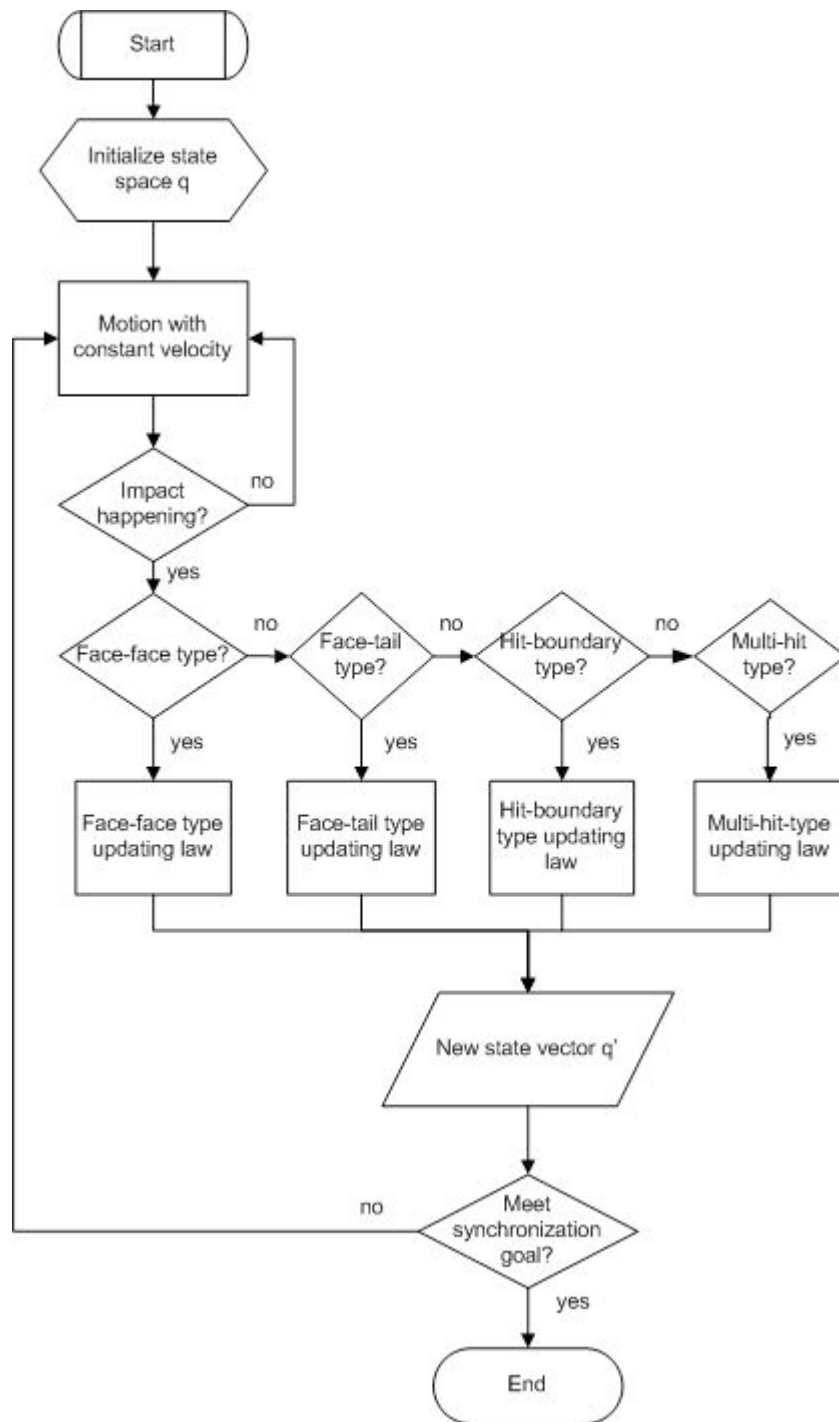 Start
Initialize state
space q
Motion with
constant velocity
Impact
happening?
no
yes
Face-face type?
no
Face-tail
type?
no
Hit-boundary
type?
no
Multi-hit
type?
yes
yes
yes
yes
Face-face type
updating law
Face-tail type
updating law
Hit-boundary
type updating
law
Multi-hit-type
updating law
New state vector q'
Meet
synchronization
goal?
no
yes
End